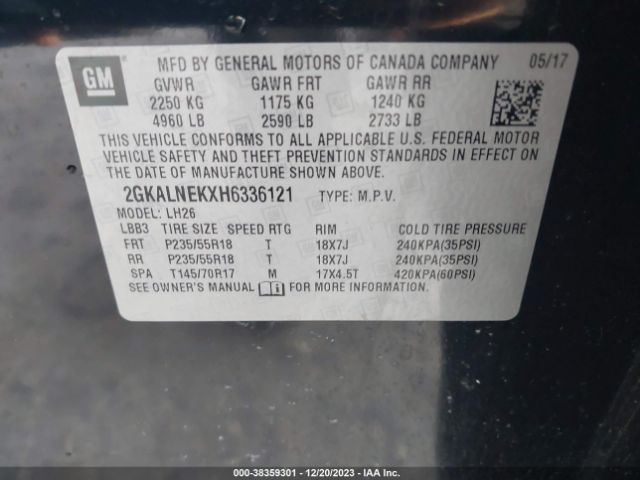 GM
MFD BY GENERAL MOTORS OF CANADA COMPANY 05/17
GVWR GAWR FRT GAWR RR
2250 KG 1175 KG 1240 KG
4960 LB 2590 LB 2733 LB
THIS VEHICLE CONFORMS TO ALL APPLICABLE U.S. FEDERAL MOTOR
VEHICLE SAFETY AND THEFT PREVENTION STANDARDS IN EFFECT ON
THE DATE OF MANUFACTURE SHOWN ABOVE.
2GKALNEKXH6336121 TYPE: M.P.V.
MODEL: LH26
LBB3 TIRE SIZE SPEED RTG RIM COLD TIRE PRESSURE
FRT P235/55R18 T 18X7J 240KPA(35PSI)
RR P235/55R18 T 18X7J 240KPA(35PSI)
SPA T145/70R17 M 17X4.5T 420KPA(60PSI)
SEE OWNER'S MANUAL FOR MORE INFORMATION.
000-38359301 - 12/20/2023 - IAA Inc.